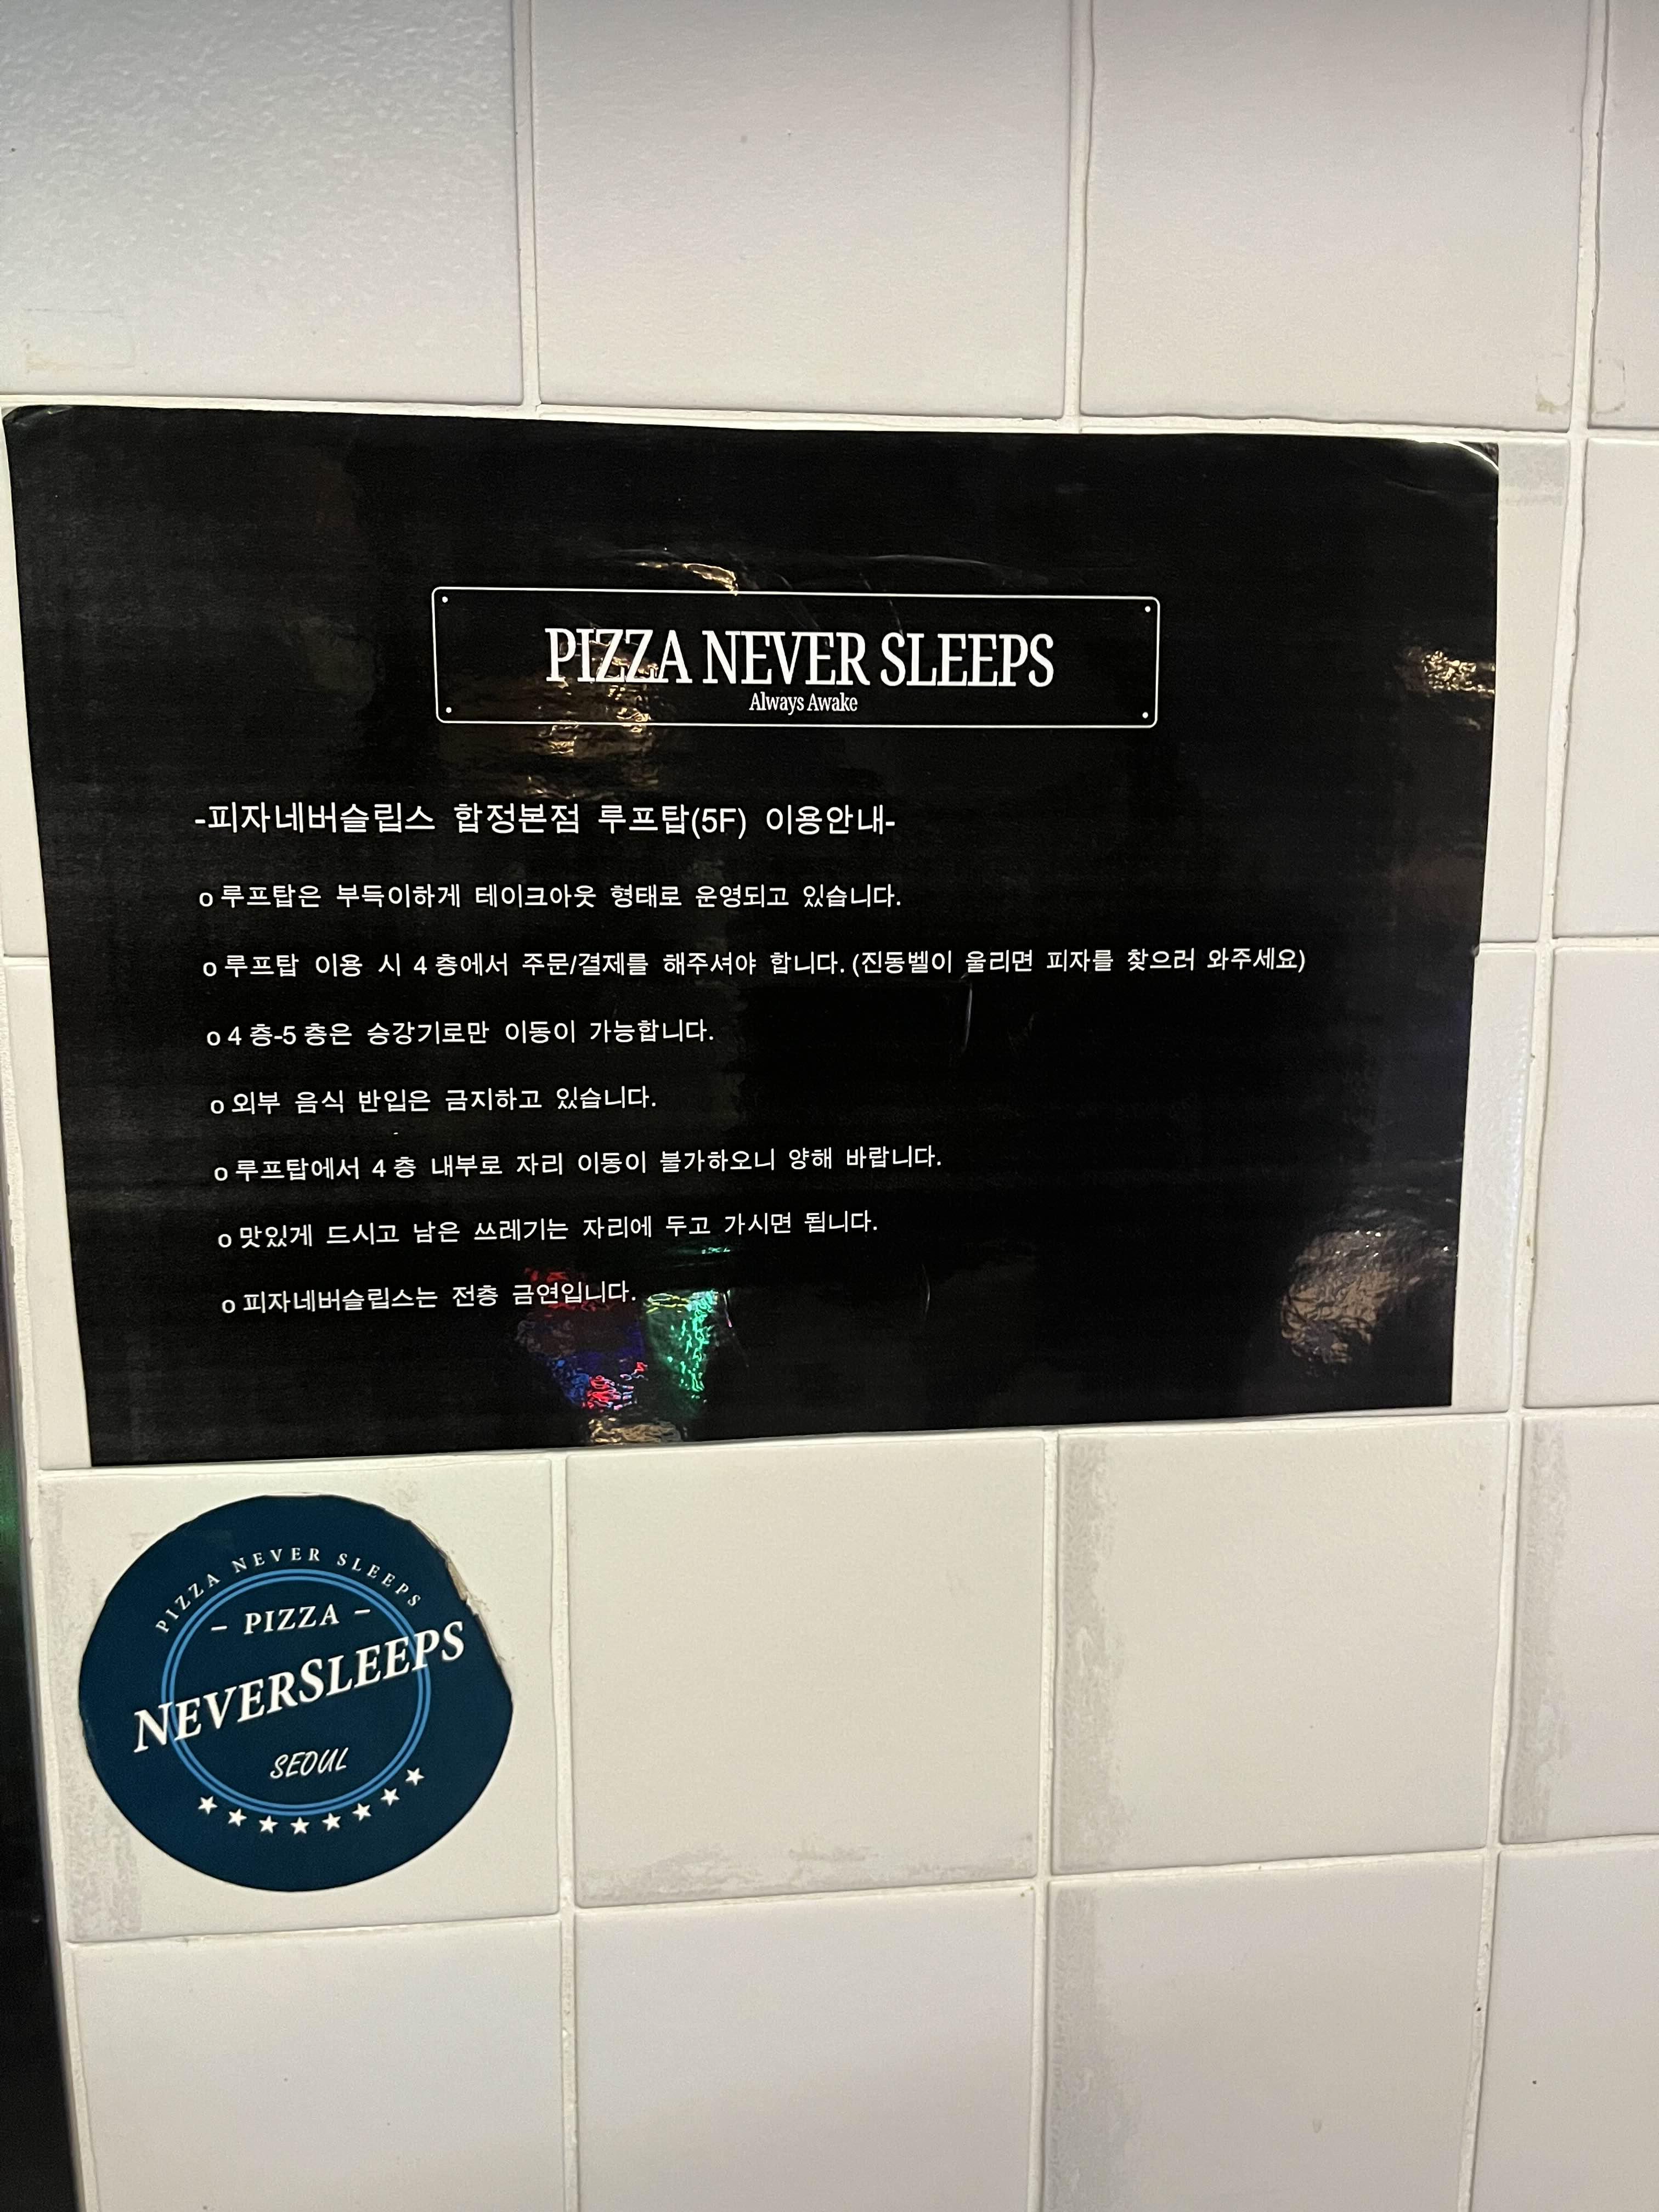 PIZZA NEVER SLEEPS
Always Awake
-피자네버슬립스 합정본점 루프탑(5F) 이용안내-
o 루프탑은 부득이하게 테이크아웃 형태로 운영되고 있습니다.
o 루프탑 이용 시 4 층에서 주문/결제를 해주셔야 합니다. (진동벨이 울리면 피자를 찾으러 와주세요)
o 4 층-5 층은 승강기로만 이동이 가능합니다.
o 외부 음식 반입은 금지하고 있습니다.
o 루프탑에서 4 층 내부로 자리 이동이 불가하오니 양해 바랍니다.
o 맛있게 드시고 남은 쓰레기는 자리에 두고 가시면 됩니다.
o 피자네버슬립스는 전층 금연입니다.
PIZZA NEVER SLEEPS
- PIZZA -
NEVERSLEEPS
SEOUL